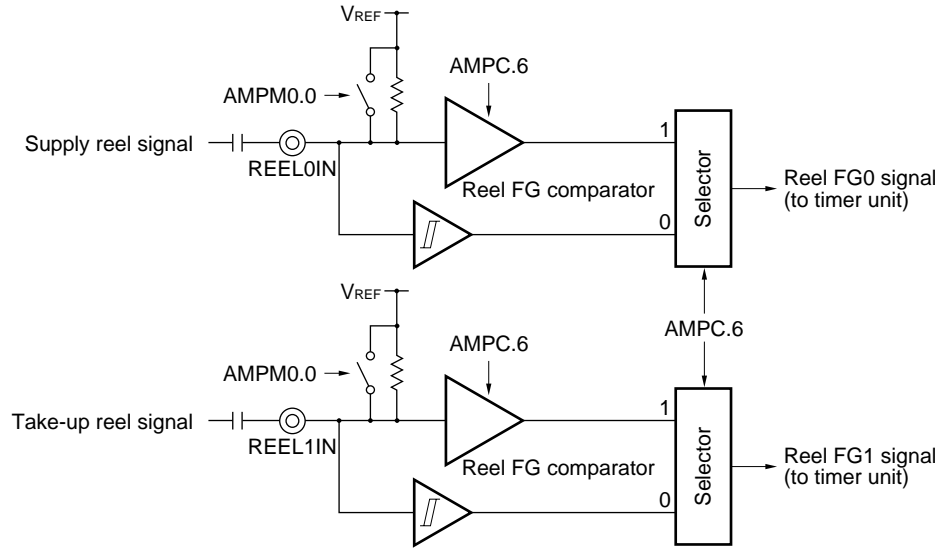 VREF
AMPC.6
AMPM0.0
1
Supply reel signal
REEL0IN
Reel FG comparator
Selector
Reel FG0 signal
(to timer unit)
0
VREF
AMPC.6
AMPC.6
AMPM0.0
1
Take-up reel signal
REEL1IN
Reel FG comparator
Selector
Reel FG1 signal
(to timer unit)
0